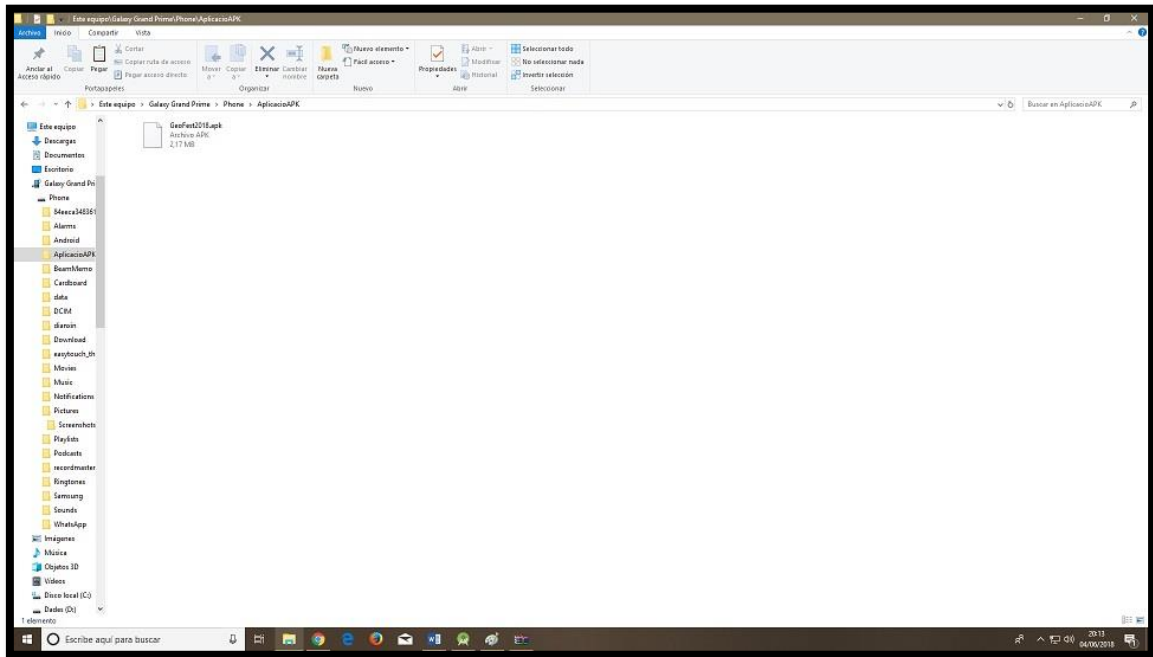 Este equipo\Galaxy Grand Prime\Phone\AplicacioAPK
Archivo Inicio Compartir Vista
Anclar al Acceso rápido
Copiar
Pegar
Cortar
Copiar ruta de acceso
Pegar acceso directo
Portapapeles
Mover a
Copiar a
Eliminar
Cambiar nombre
Organizar
Nueva carpeta
Nuevo elemento
Fácil acceso
Nuevo
Propiedades
Abrir
Modificar
Historial
Abrir
Seleccionar todo
No seleccionar nada
Invertir selección
Seleccionar
Este equipo > Galaxy Grand Prime > Phone > AplicacioAPK
Buscar en AplicacioAPK
Este equipo
Descargas
Documentos
Escritorio
Galaxy Grand Pri
Phone
84eeca348361
Alarms
Android
AplicacioAPK
BeamMemo
Cardboard
data
DCIM
dianxin
Download
easytouch_th
Movies
Music
Notifications
Pictures
Screenshots
Playlists
Podcasts
recordmaster
Ringtones
Samsung
Sounds
WhatsApp
Imágenes
Música
Objetos 3D
Vídeos
Disco local (C:)
Dades (D:)
GeoFest2018.apk
Archivo APK
2,17 MB
1 elemento
Escribe aquí para buscar
20:13
04/06/2018